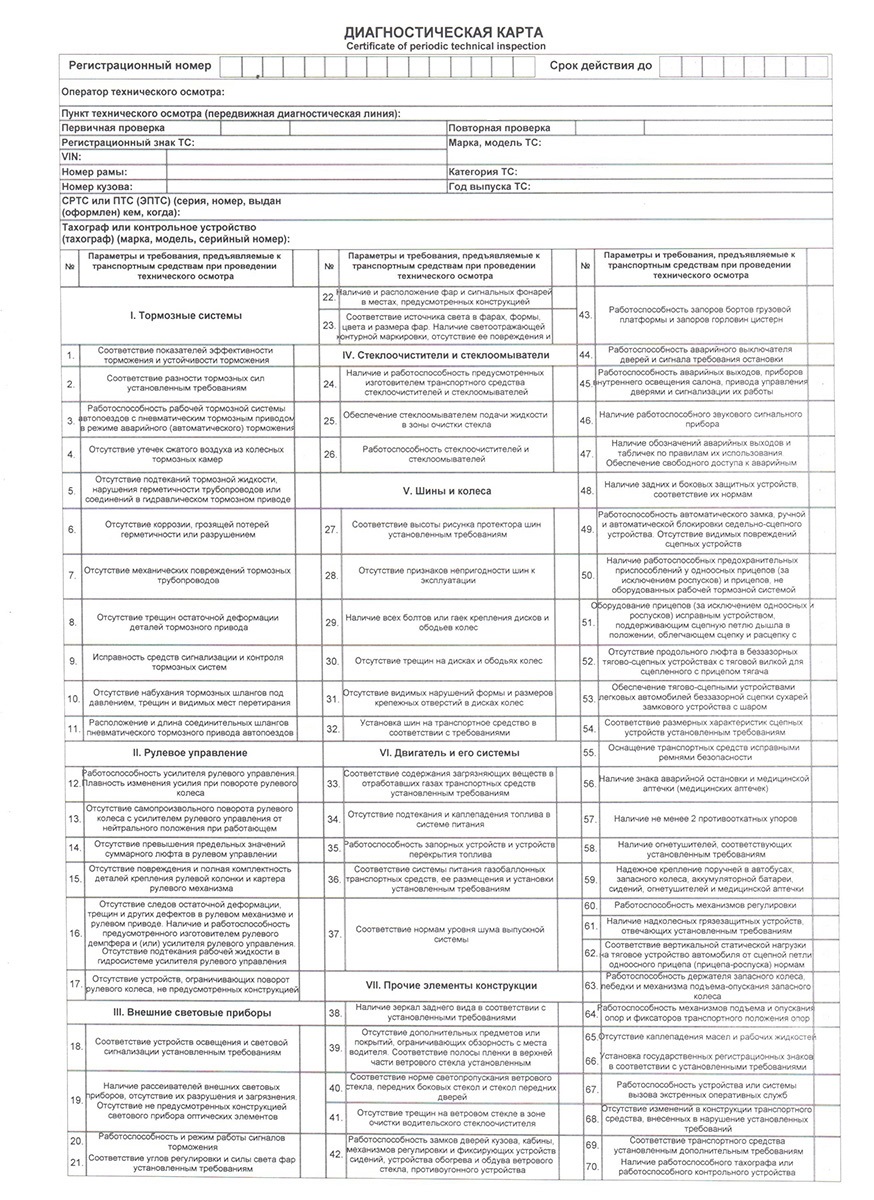 ДИАГНОСТИЧЕСКАЯ КАРТА
Certificate of periodic technical inspection
Регистрационный номер
Срок действия до
Оператор технического осмотра:
Пункт технического осмотра (передвижная диагностическая линия):
Первичная проверка
Повторная проверка
Регистрационный знак ТС:
Марка, модель ТС:
VIN:
Номер рамы:
Категория ТС:
Номер кузова:
Год выпуска ТС:
СРТС или ПТС (ЭПТС) (серия, номер, выдан
(оформлен) кем, когда):
Тахограф или контрольное устройство
(тахограф) (марка, модель, серийный номер):
№
Параметры и требования, предъявляемые к
транспортным средствам при проведении
технического осмотра
I. Тормозные системы
1. Соответствие показателей эффективности
торможения и устойчивости торможения
2. Соответствие разности тормозных сил
установленным требованиям
3. Работоспособность рабочей тормозной системы
автопоездов с пневматическим тормозным приводом
в режиме аварийного (автоматического) торможения
4. Отсутствие утечек сжатого воздуха из колесных
тормозных камер
5. Отсутствие подтеканий тормозной жидкости,
нарушения герметичности трубопроводов или
соединений в гидравлическом тормозном приводе
6. Отсутствие коррозии, грозящей потерей
герметичности или разрушением
7. Отсутствие механических повреждений тормозных
трубопроводов
8. Отсутствие трещин остаточной деформации
деталей тормозного привода
9. Исправность средств сигнализации и контроля
тормозных систем
10. Отсутствие набухания тормозных шлангов под
давлением, трещин и видимых мест перетирания
11. Расположение и длина соединительных шлангов
пневматического тормозного привода автопоездов
II. Рулевое управление
12. Работоспособность усилителя рулевого управления.
Плавность изменения усилия при повороте рулевого
колеса
13. Отсутствие самопроизвольного поворота рулевого
колеса с усилителем рулевого управления от
нейтрального положения при работающем
14. Отсутствие превышения предельных значений
суммарного люфта в рулевом управлении
15. Отсутствие повреждения и полная комплектность
деталей крепления рулевой колонки и картера
рулевого механизма
16. Отсутствие следов остаточной деформации,
трещин и других дефектов в рулевом механизме и
рулевом приводе. Наличие и работоспособность
предусмотренного изготовителем рулевого
демпфера и (или) усилителя рулевого управления.
Отсутствие подтекания рабочей жидкости в
гидросистеме усилителя рулевого управления
17. Отсутствие устройств, ограничивающих поворот
рулевого колеса, не предусмотренных конструкцией
III. Внешние световые приборы
18. Соответствие устройств освещения и световой
сигнализации установленным требованиям
19. Наличие рассеивателей внешних световых
приборов, отсутствие их разрушения и загрязнения.
Отсутствие не предусмотренных конструкцией
светового прибора оптических элементов
20. Работоспособность и режим работы сигналов
торможения
21. Соответствие углов регулировки и силы света фар
установленным требованиям
№
Параметры и требования, предъявляемые к
транспортным средствам при проведении
технического осмотра
22. Наличие и расположение фар и сигнальных фонарей
в местах, предусмотренных конструкцией
23. Соответствие источника света в фарах, формы,
цвета и размера фар. Наличие светоотражающей
контурной маркировки, отсутствие ее повреждения и
IV. Стеклоочистители и стеклоомыватели
24. Наличие и работоспособность предусмотренных
изготовителем транспортного средства
стеклоочистителей и стеклоомывателей
25. Обеспечение стеклоомывателем подачи жидкости
в зоны очистки стекла
26. Работоспособность стеклоочистителей и
стеклоомывателей
V. Шины и колеса
27. Соответствие высоты рисунка протектора шин
установленным требованиям
28. Отсутствие признаков непригодности шин к
эксплуатации
29. Наличие всех болтов или гаек крепления дисков и
ободьев колес
30. Отсутствие трещин на дисках и ободьях колес
31. Отсутствие видимых нарушений формы и размеров
крепежных отверстий в дисках колес
32. Установка шин на транспортное средство в
соответствии с требованиями
VI. Двигатель и его системы
33. Соответствие содержания загрязняющих веществ в
отработавших газах транспортных средств
установленным требованиям
34. Отсутствие подтекания и каплепадения топлива в
системе питания
35. Работоспособность запорных устройств и устройств
перекрытия топлива
36. Соответствие системы питания газобаллонных
транспортных средств, ее размещения и установки
установленным требованиям
37. Соответствие нормам уровня шума выпускной
системы
VII. Прочие элементы конструкции
38. Наличие зеркал заднего вида в соответствии с
установленными требованиями
39. Отсутствие дополнительных предметов или
покрытий, ограничивающих обзорность с места
водителя. Соответствие полосы пленки в верхней
части ветрового стекла установленным
40. Соответствие норме светопропускания ветрового
стекла, передних боковых стекол и стекол передних
дверей
41. Отсутствие трещин на ветровом стекле в зоне
очистки водительского стеклоочистителя
42. Работоспособность замков дверей кузова, кабины,
механизмов регулировки и фиксирующих устройств
сидений, устройства обогрева и обдува ветрового
стекла, противоугонного устройства
№
Параметры и требования, предъявляемые к
транспортным средствам при проведении
технического осмотра
43. Работоспособность запоров бортов грузовой
платформы и запоров горловин цистерн
44. Работоспособность аварийного выключателя
дверей и сигнала требования остановки
45. Работоспособность аварийных выходов, приборов
внутреннего освещения салона, привода управления
дверями и сигнализации их работы
46. Наличие работоспособного звукового сигнального
прибора
47. Наличие обозначений аварийных выходов и
табличек по правилам их использования
Обеспечение свободного доступа к аварийным
48. Наличие задних и боковых защитных устройств,
соответствие их нормам
49. Работоспособность автоматического замка, ручной
и автоматической блокировки седельно-сцепного
устройства. Отсутствие видимых повреждений
сцепных устройств
50. Наличие работоспособных предохранительных
приспособлений у одноосных прицепов (за
исключением роспусков) и прицепов, не
оборудованных рабочей тормозной системой
51. Оборудование прицепов (за исключением одноосных и
роспусков) исправным устройством,
поддерживающим сцепную петлю дышла в
положении, облегчающем сцепку и расцепку с
52. Отсутствие продольного люфта в беззазорных
тягово-сцепных устройствах с тяговой вилкой для
сцепленного с прицепом тягача
53. Обеспечение тягово-сцепными устройствами
легковых автомобилей беззазорной сцепки сухарей
замкового устройства с шаром
54. Соответствие размерных характеристик сцепных
устройств установленным требованиям
55. Оснащение транспортных средств исправными
ремнями безопасности
56. Наличие знака аварийной остановки и медицинской
аптечки (медицинских аптечек)
57. Наличие не менее 2 противооткатных упоров
58. Наличие огнетушителей, соответствующих
установленным требованиям
59. Надежное крепление поручней в автобусах,
запасного колеса, аккумуляторной батареи,
сидений, огнетушителей и медицинской аптечки
60. Работоспособность механизмов регулировки
61. Наличие надколесных грязезащитных устройств,
отвечающих установленным требованиям
62. Соответствие вертикальной статической нагрузки
на тяговое устройство автомобиля от сцепной петли
одноосного прицепа (прицепа-роспуска) нормам
63. Работоспособность держателя запасного колеса,
лебедки и механизма подъема-опускания запасного
колеса
64. Работоспособность механизмов подъема и опускания
опор и фиксаторов транспортного положения опор
65. Отсутствие каплепадения масел и рабочих жидкостей
66. Установка государственных регистрационных знаков
в соответствии с установленными требованиями
67. Работоспособность устройства или системы
вызова экстренных оперативных служб
68. Отсутствие изменений в конструкции транспортного
средства, внесенных в нарушение установленных
требований
69. Соответствие транспортного средства
установленным дополнительным требованиям
70. Наличие работоспособного тахографа или
работоспособного контрольного устройства